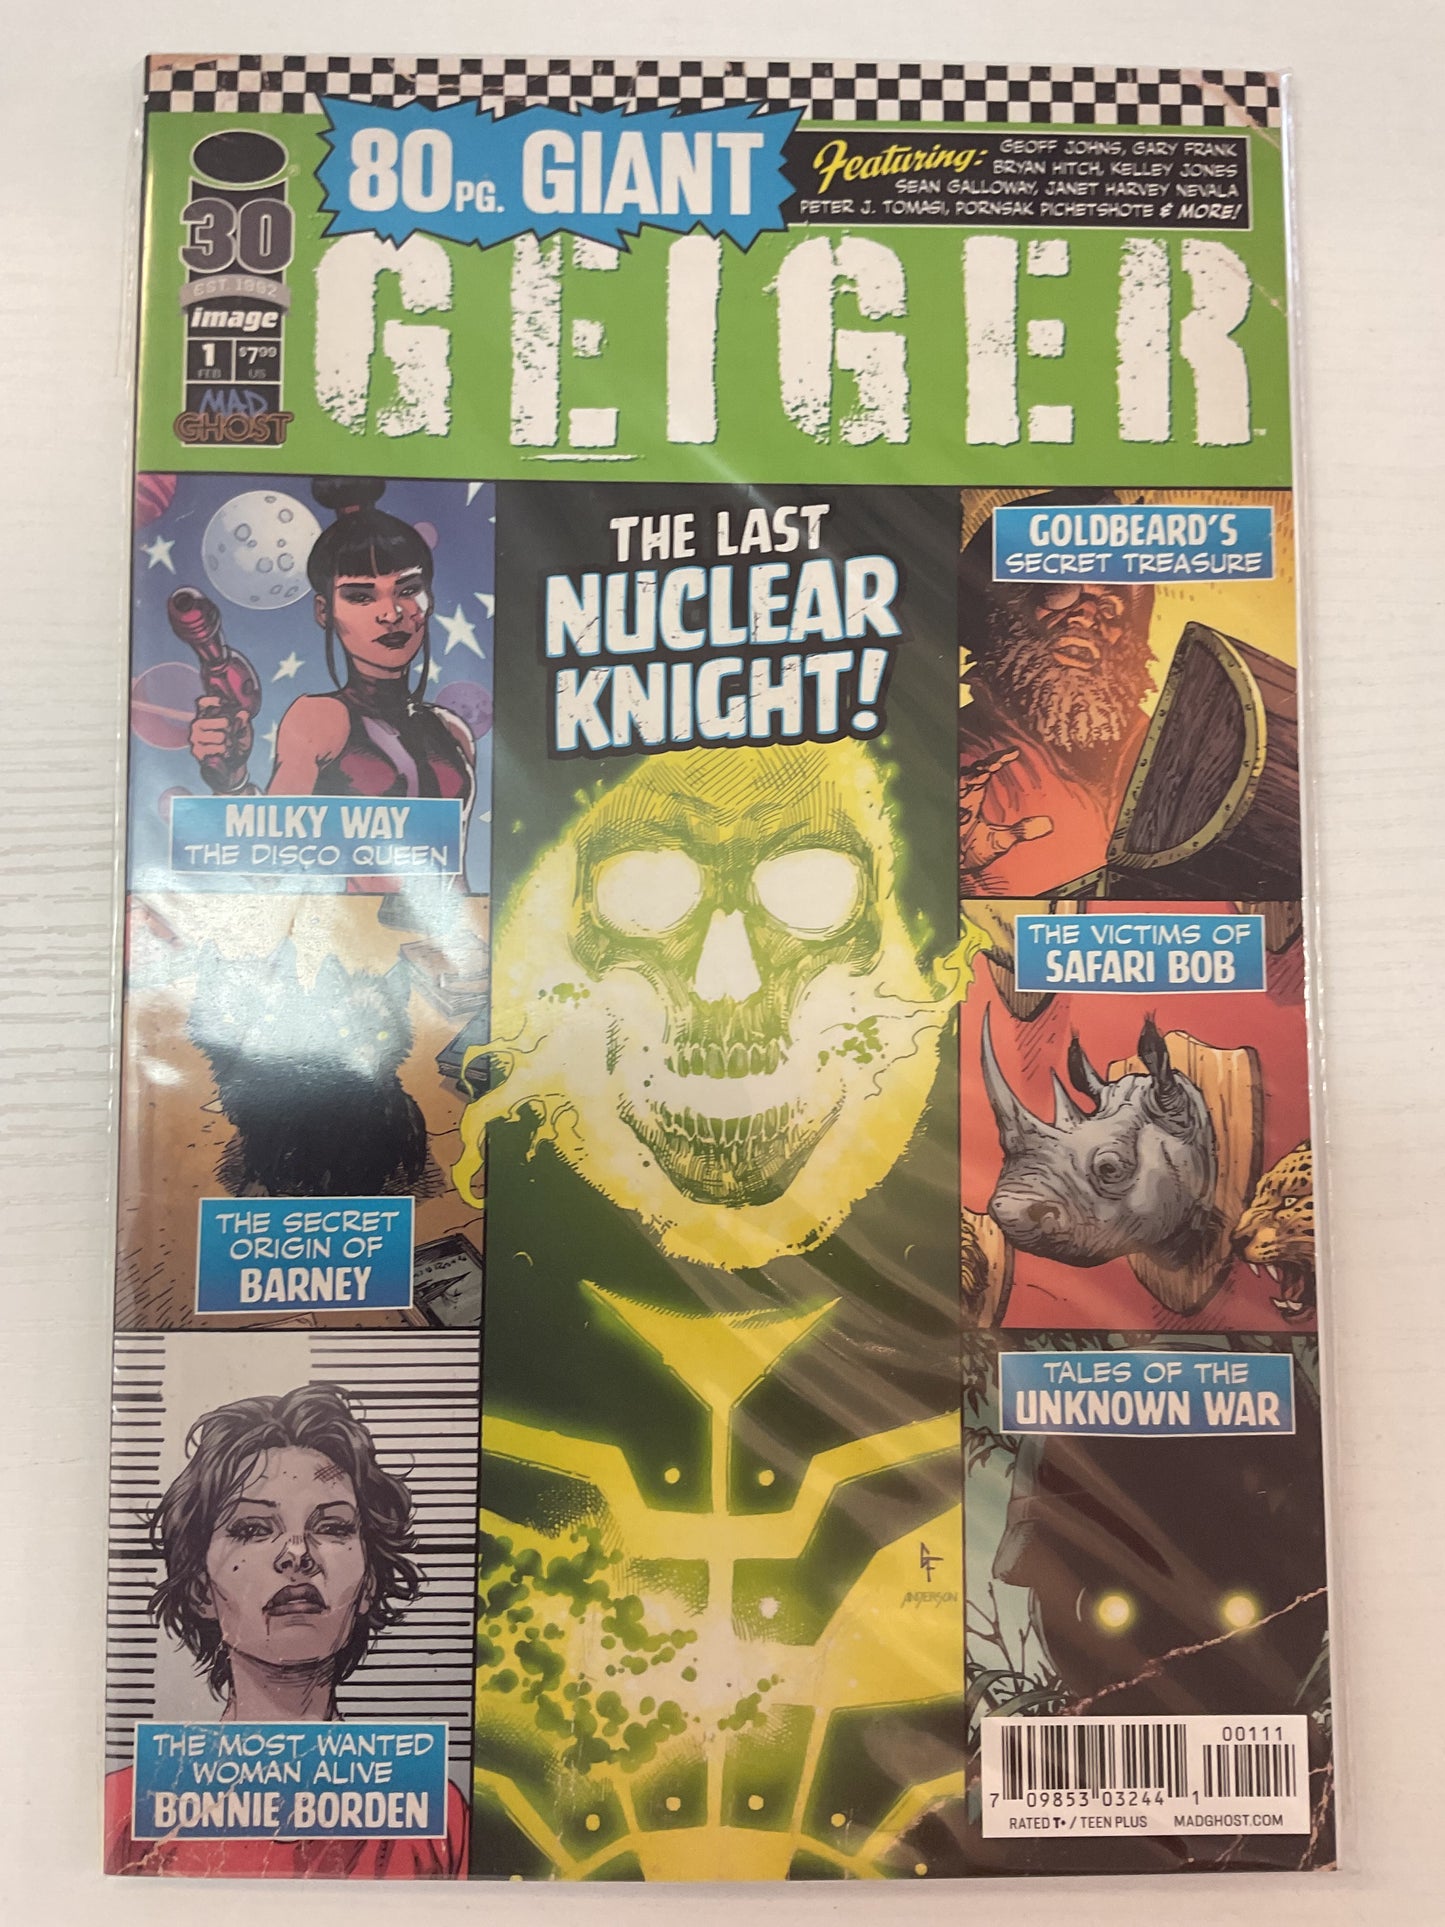 80 PG. GIANT
Featuring:
GEOFF JOHNS, GARY FRANK
BRYAN HITCH, KELLEY JONES
SEAN GALLOWAY, JANET HARVEY NEVALA
PETER J. TOMASI, PORNSAK PICHETSHOTE & MORE!
30
EST. 1992
image
1
FEB
$7.99
US
MAD
GHOST
GEIGER
THE LAST
NUCLEAR
KNIGHT!
MILKY WAY
THE DISCO QUEEN
GOLDBEARD'S
SECRET TREASURE
THE VICTIMS OF
SAFARI BOB
THE SECRET
ORIGIN OF
BARNEY
TALES OF THE
UNKNOWN WAR
THE MOST WANTED
WOMAN ALIVE
BONNIE BORDEN
GF
ANDERSON
00111
7 09853 03244 1
RATED T+ / TEEN PLUS
MADGHOST.COM